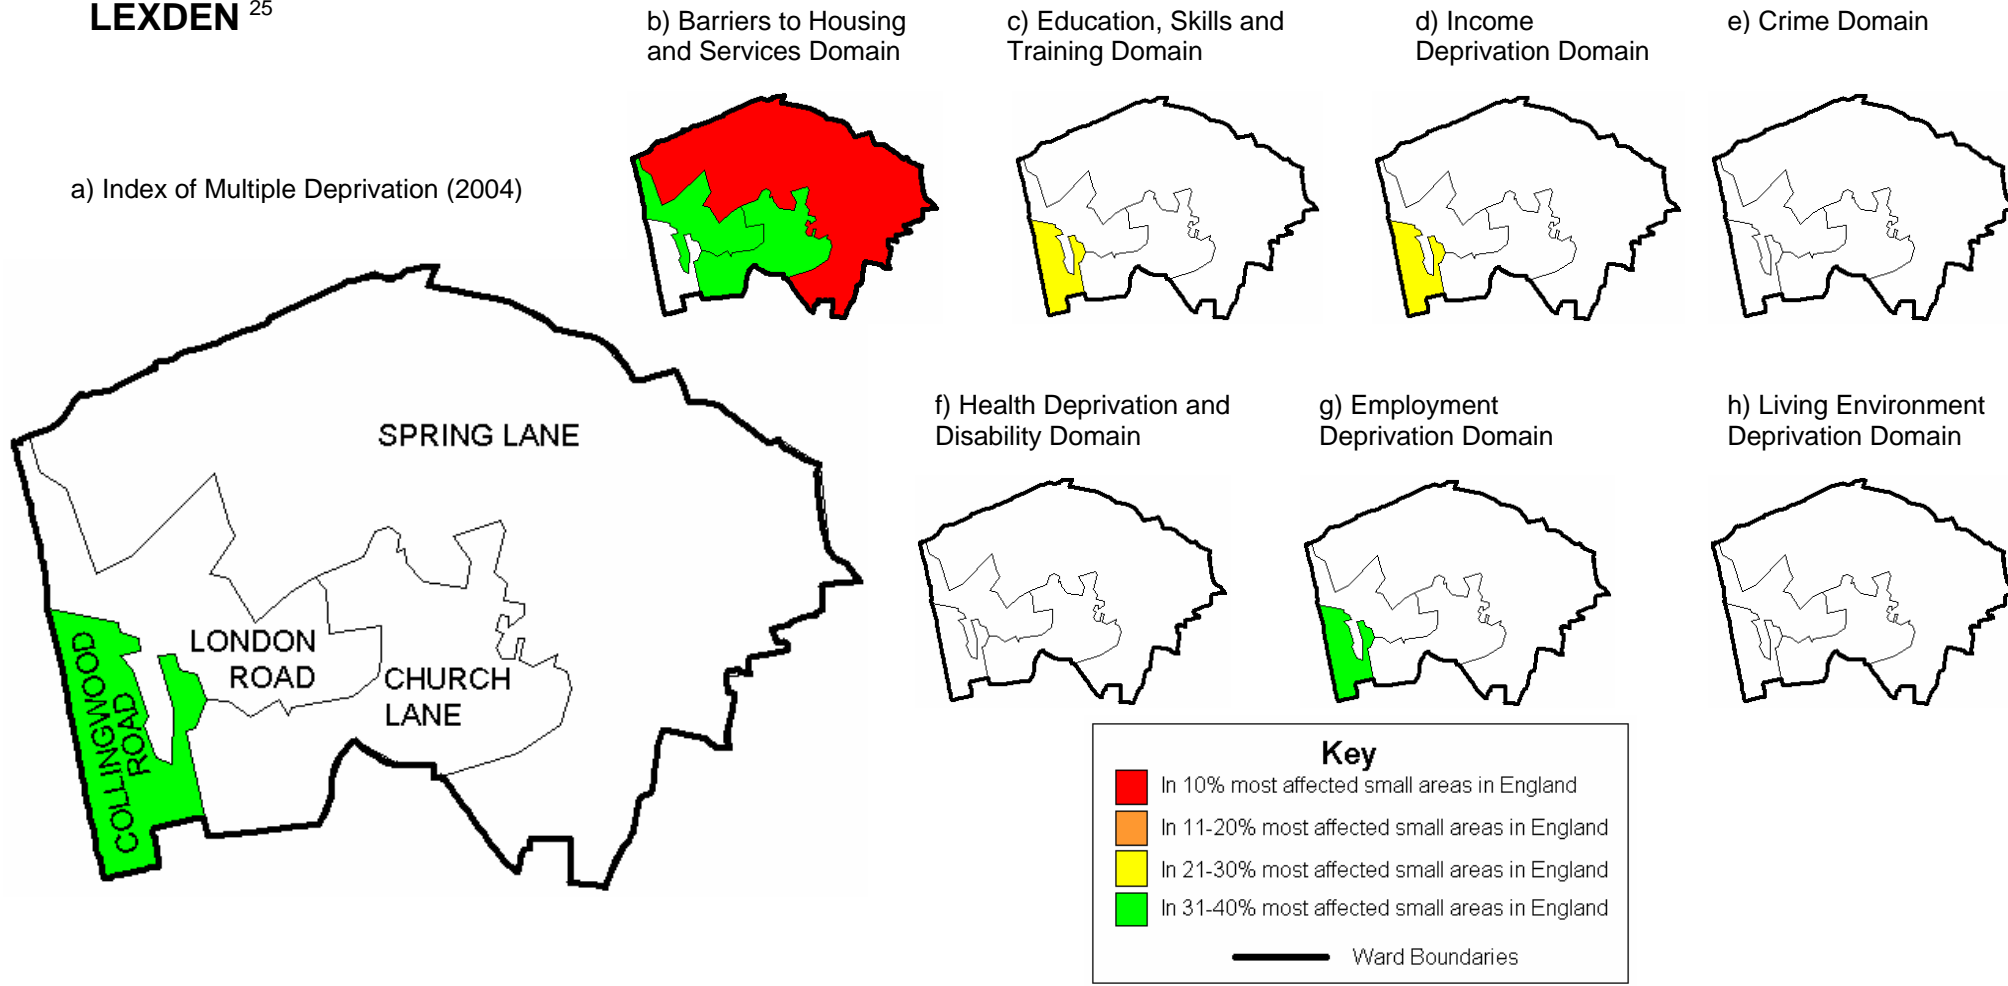 LEXDEN 25
b) Barriers to Housing
and Services Domain
c) Education, Skills and
Training Domain
d) Income
Deprivation Domain
e) Crime Domain
a) Index of Multiple Deprivation (2004)
SPRING LANE
LONDON
ROAD
CHURCH
LANE
COLLINGWOOD
ROAD
f) Health Deprivation and
Disability Domain
g) Employment
Deprivation Domain
h) Living Environment
Deprivation Domain
Key
In 10% most affected small areas in England
In 11-20% most affected small areas in England
In 21-30% most affected small areas in England
In 31-40% most affected small areas in England
Ward Boundaries